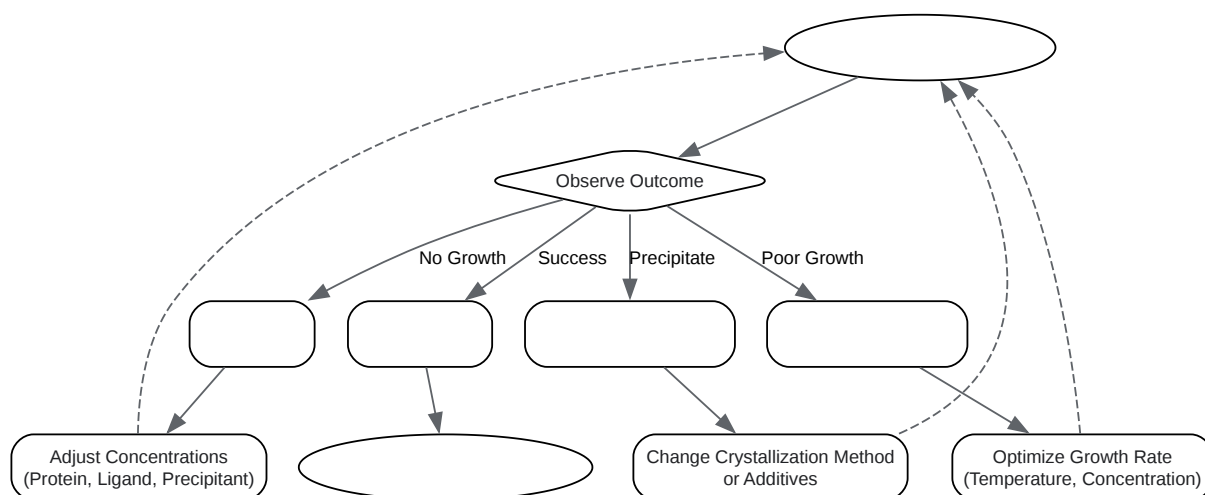 Observe Outcome
No Growth
Success
Precipitate
Poor Growth
Adjust Concentrations
(Protein, Ligand, Precipitant)
Change Crystallization Method
or Additives
Optimize Growth Rate
(Temperature, Concentration)